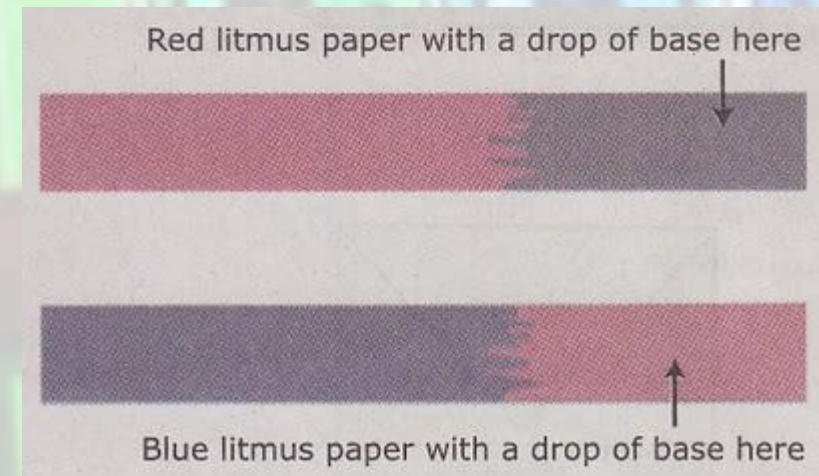 Red litmus paper with a drop of base here
Blue litmus paper with a drop of base here